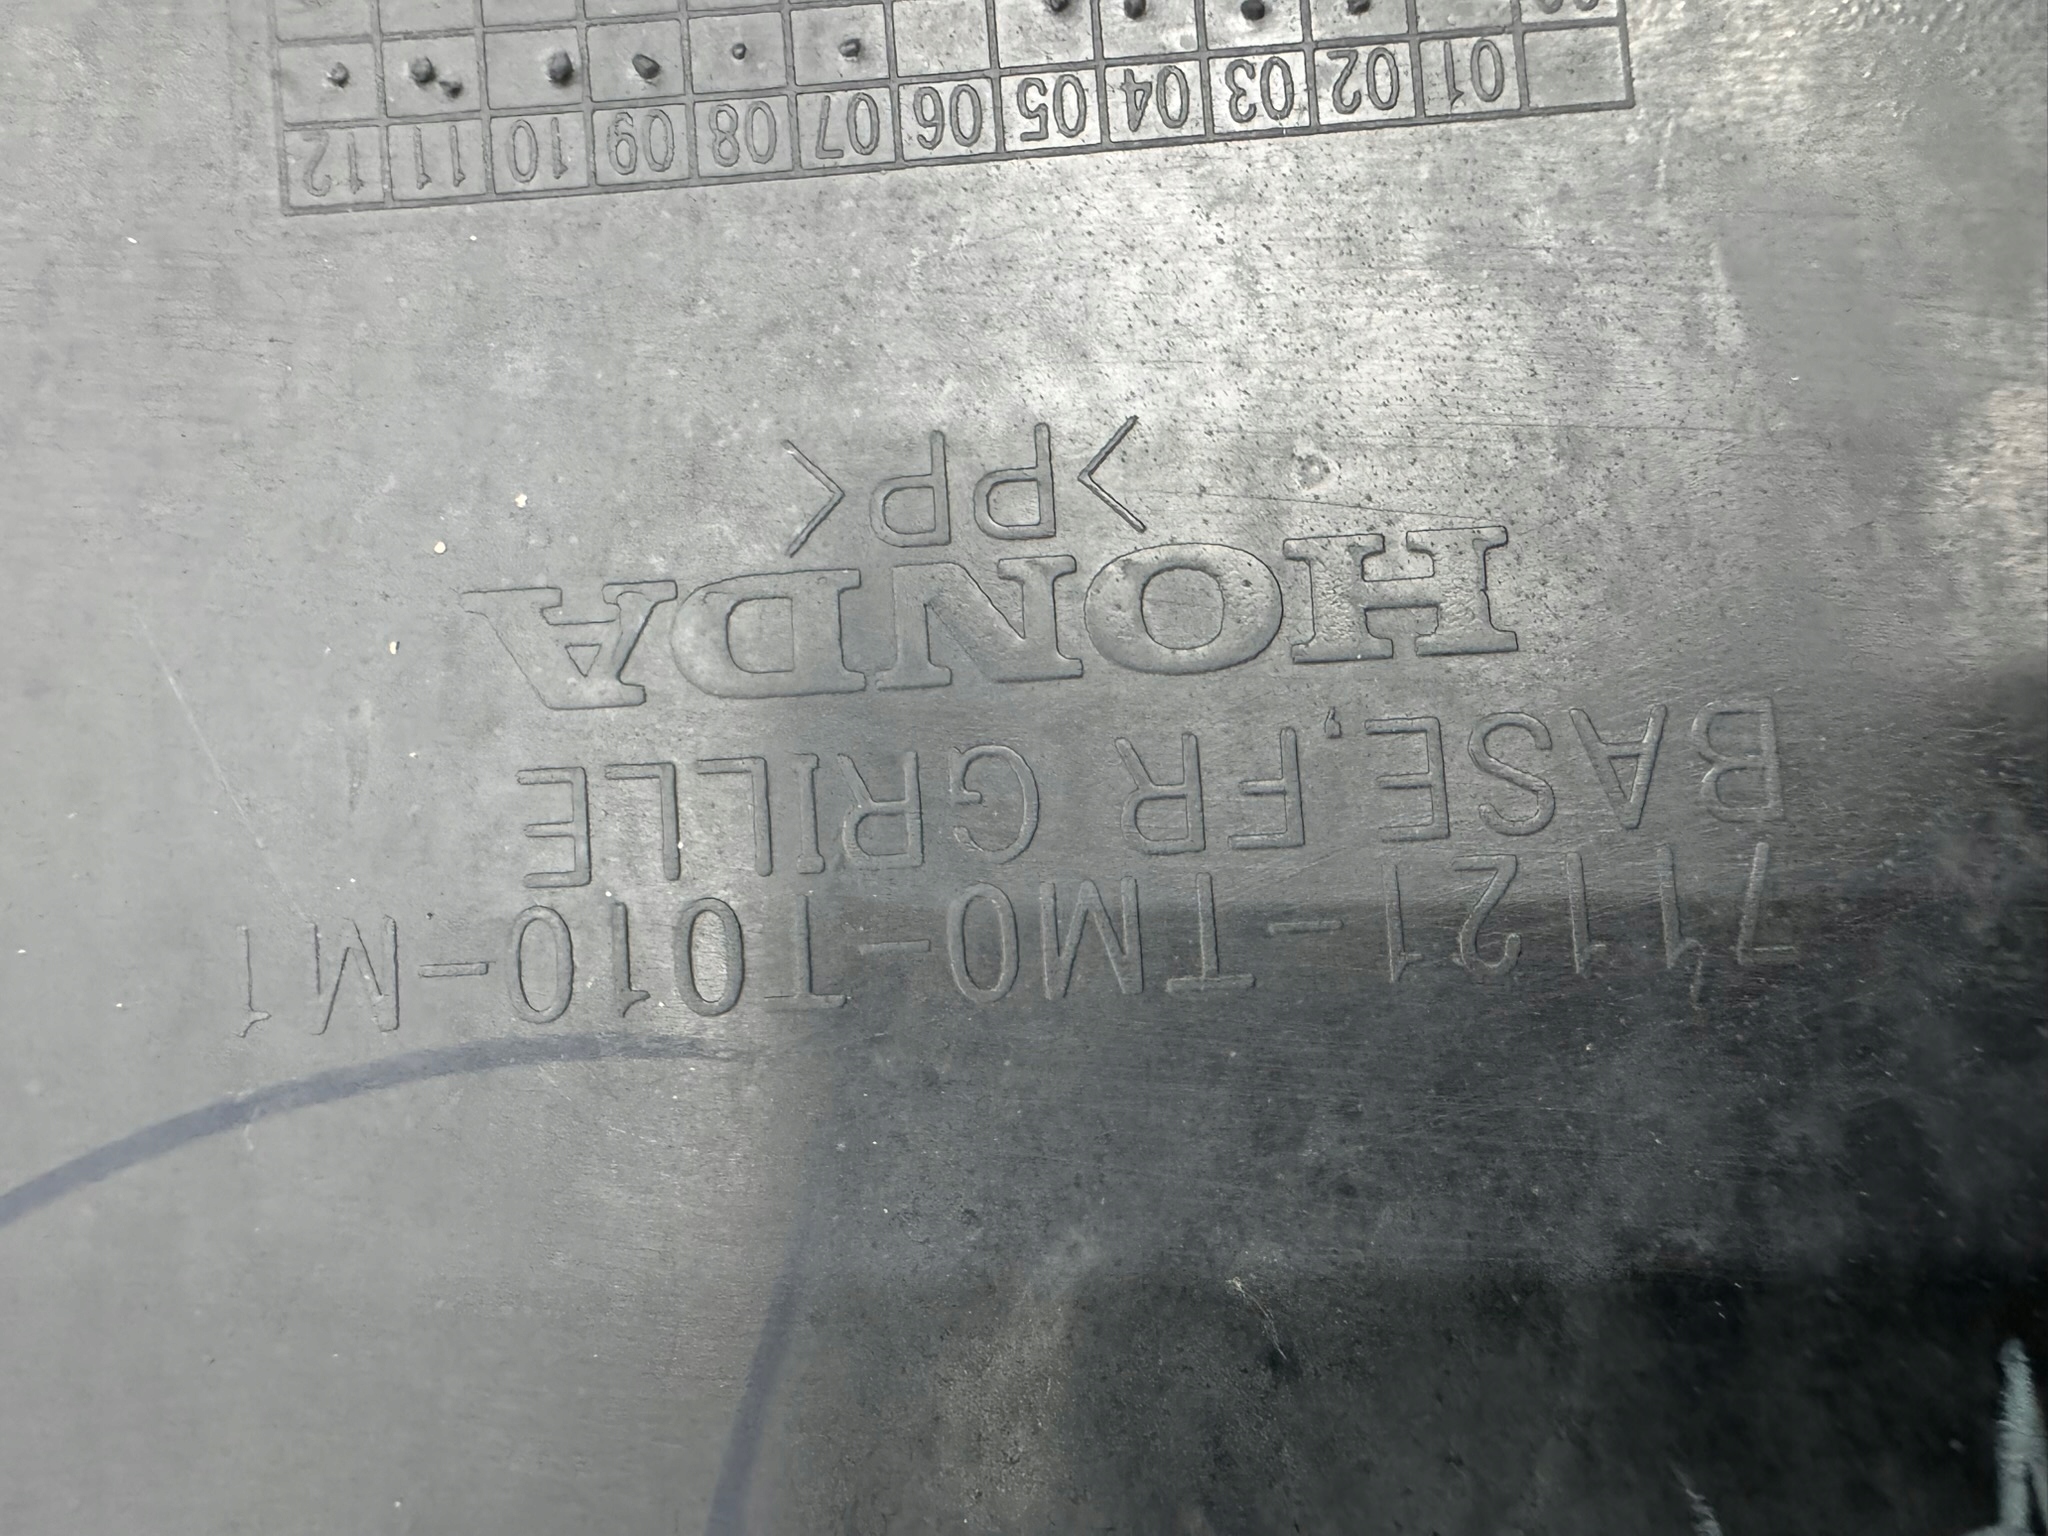 71121-TM0-T010-M1
BASE,FR GRILLE
HONDA
>PP<
01 02 03 04 05 06 07 08 09 10 11 12